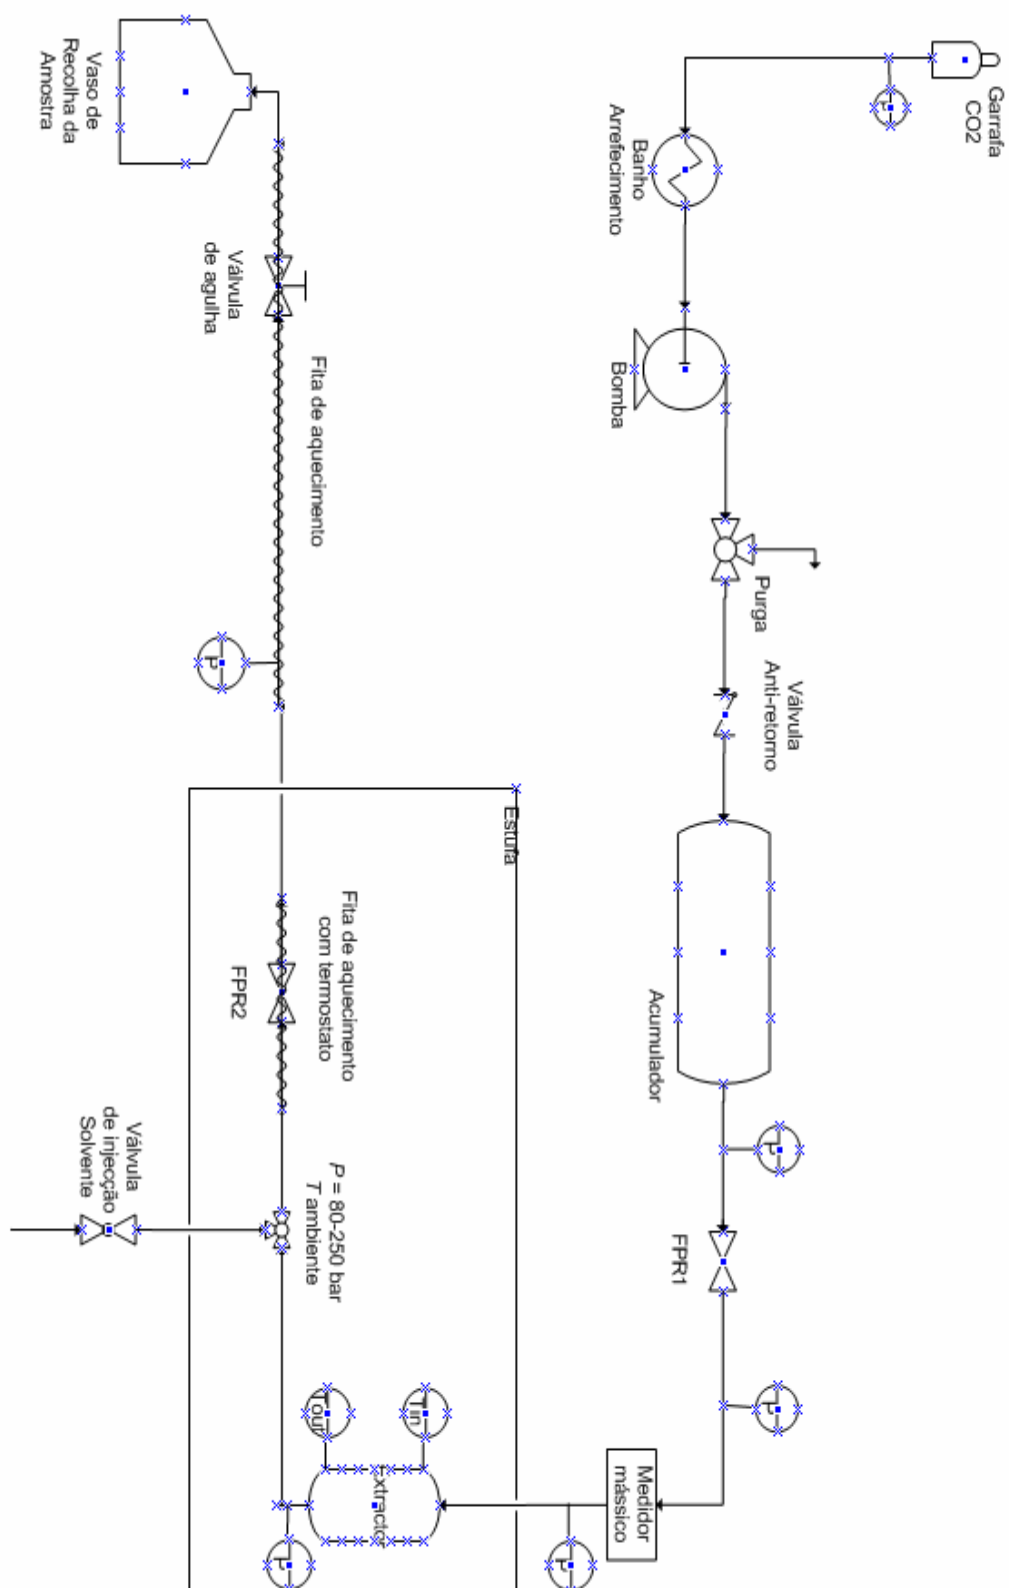 Garrafa
CO2
P
Banho
Arrefecimento
Bomba
Purga
Válvula
Anti-retorno
Acumulador
P
FPR1
P
Medidor
mássico
P
Vaso de
Recolha da
Amostra
Válvula
de agulha
Fita de aquecimento
P
Estufa
Fita de aquecimento
com termostato
FPR2
P = 80-250 bar
T ambiente
Válvula
de injecção
Solvente
Tin
Tout
Extractor
P